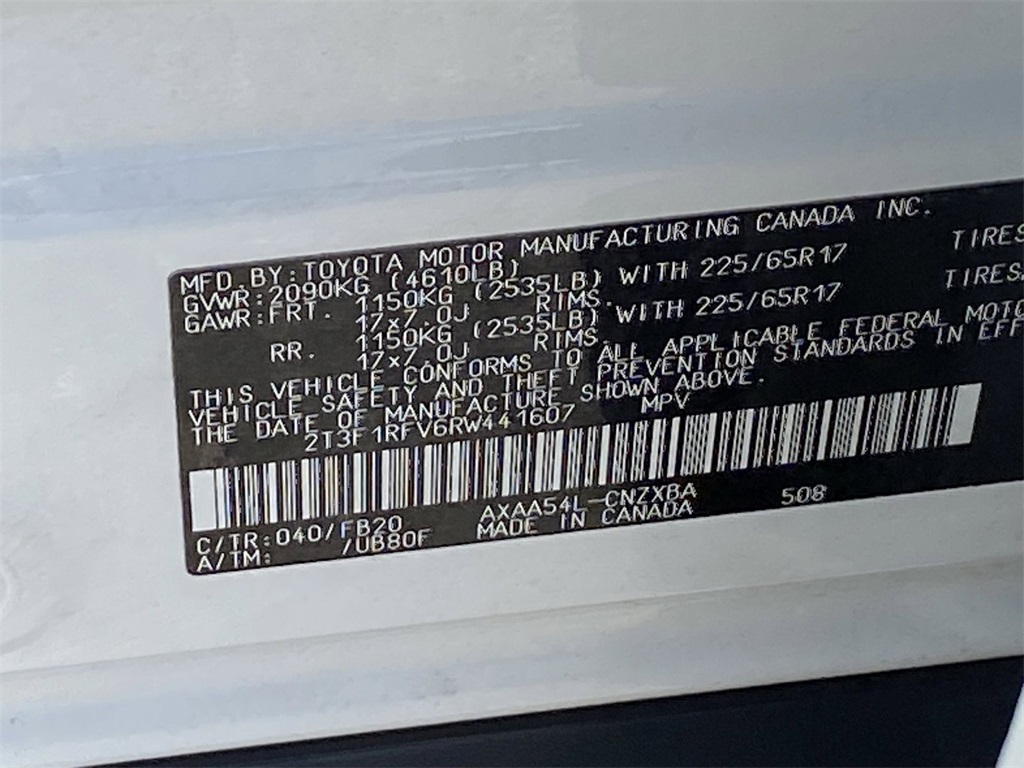 MFD.BY:TOYOTA MOTOR MANUFACTURING CANADA INC.
GVWR:2090KG (4610LB)
GAWR:FRT. 1150KG (2535LB) WITH 225/65R17 TIRES
17x7.0J RIMS.
RR. 1150KG (2535LB) WITH 225/65R17 TIRES
17x7.0J RIMS.
THIS VEHICLE CONFORMS TO ALL APPLICABLE FEDERAL MOTO
VEHICLE SAFETY AND THEFT PREVENTION STANDARDS IN EFF
THE DATE OF MANUFACTURE SHOWN ABOVE.
2T3F1RFV6RW441607 MPV
C/TR:040/FB20 AXAA54L-CNZXBA 508
A/TM: /UB80F MADE IN CANADA